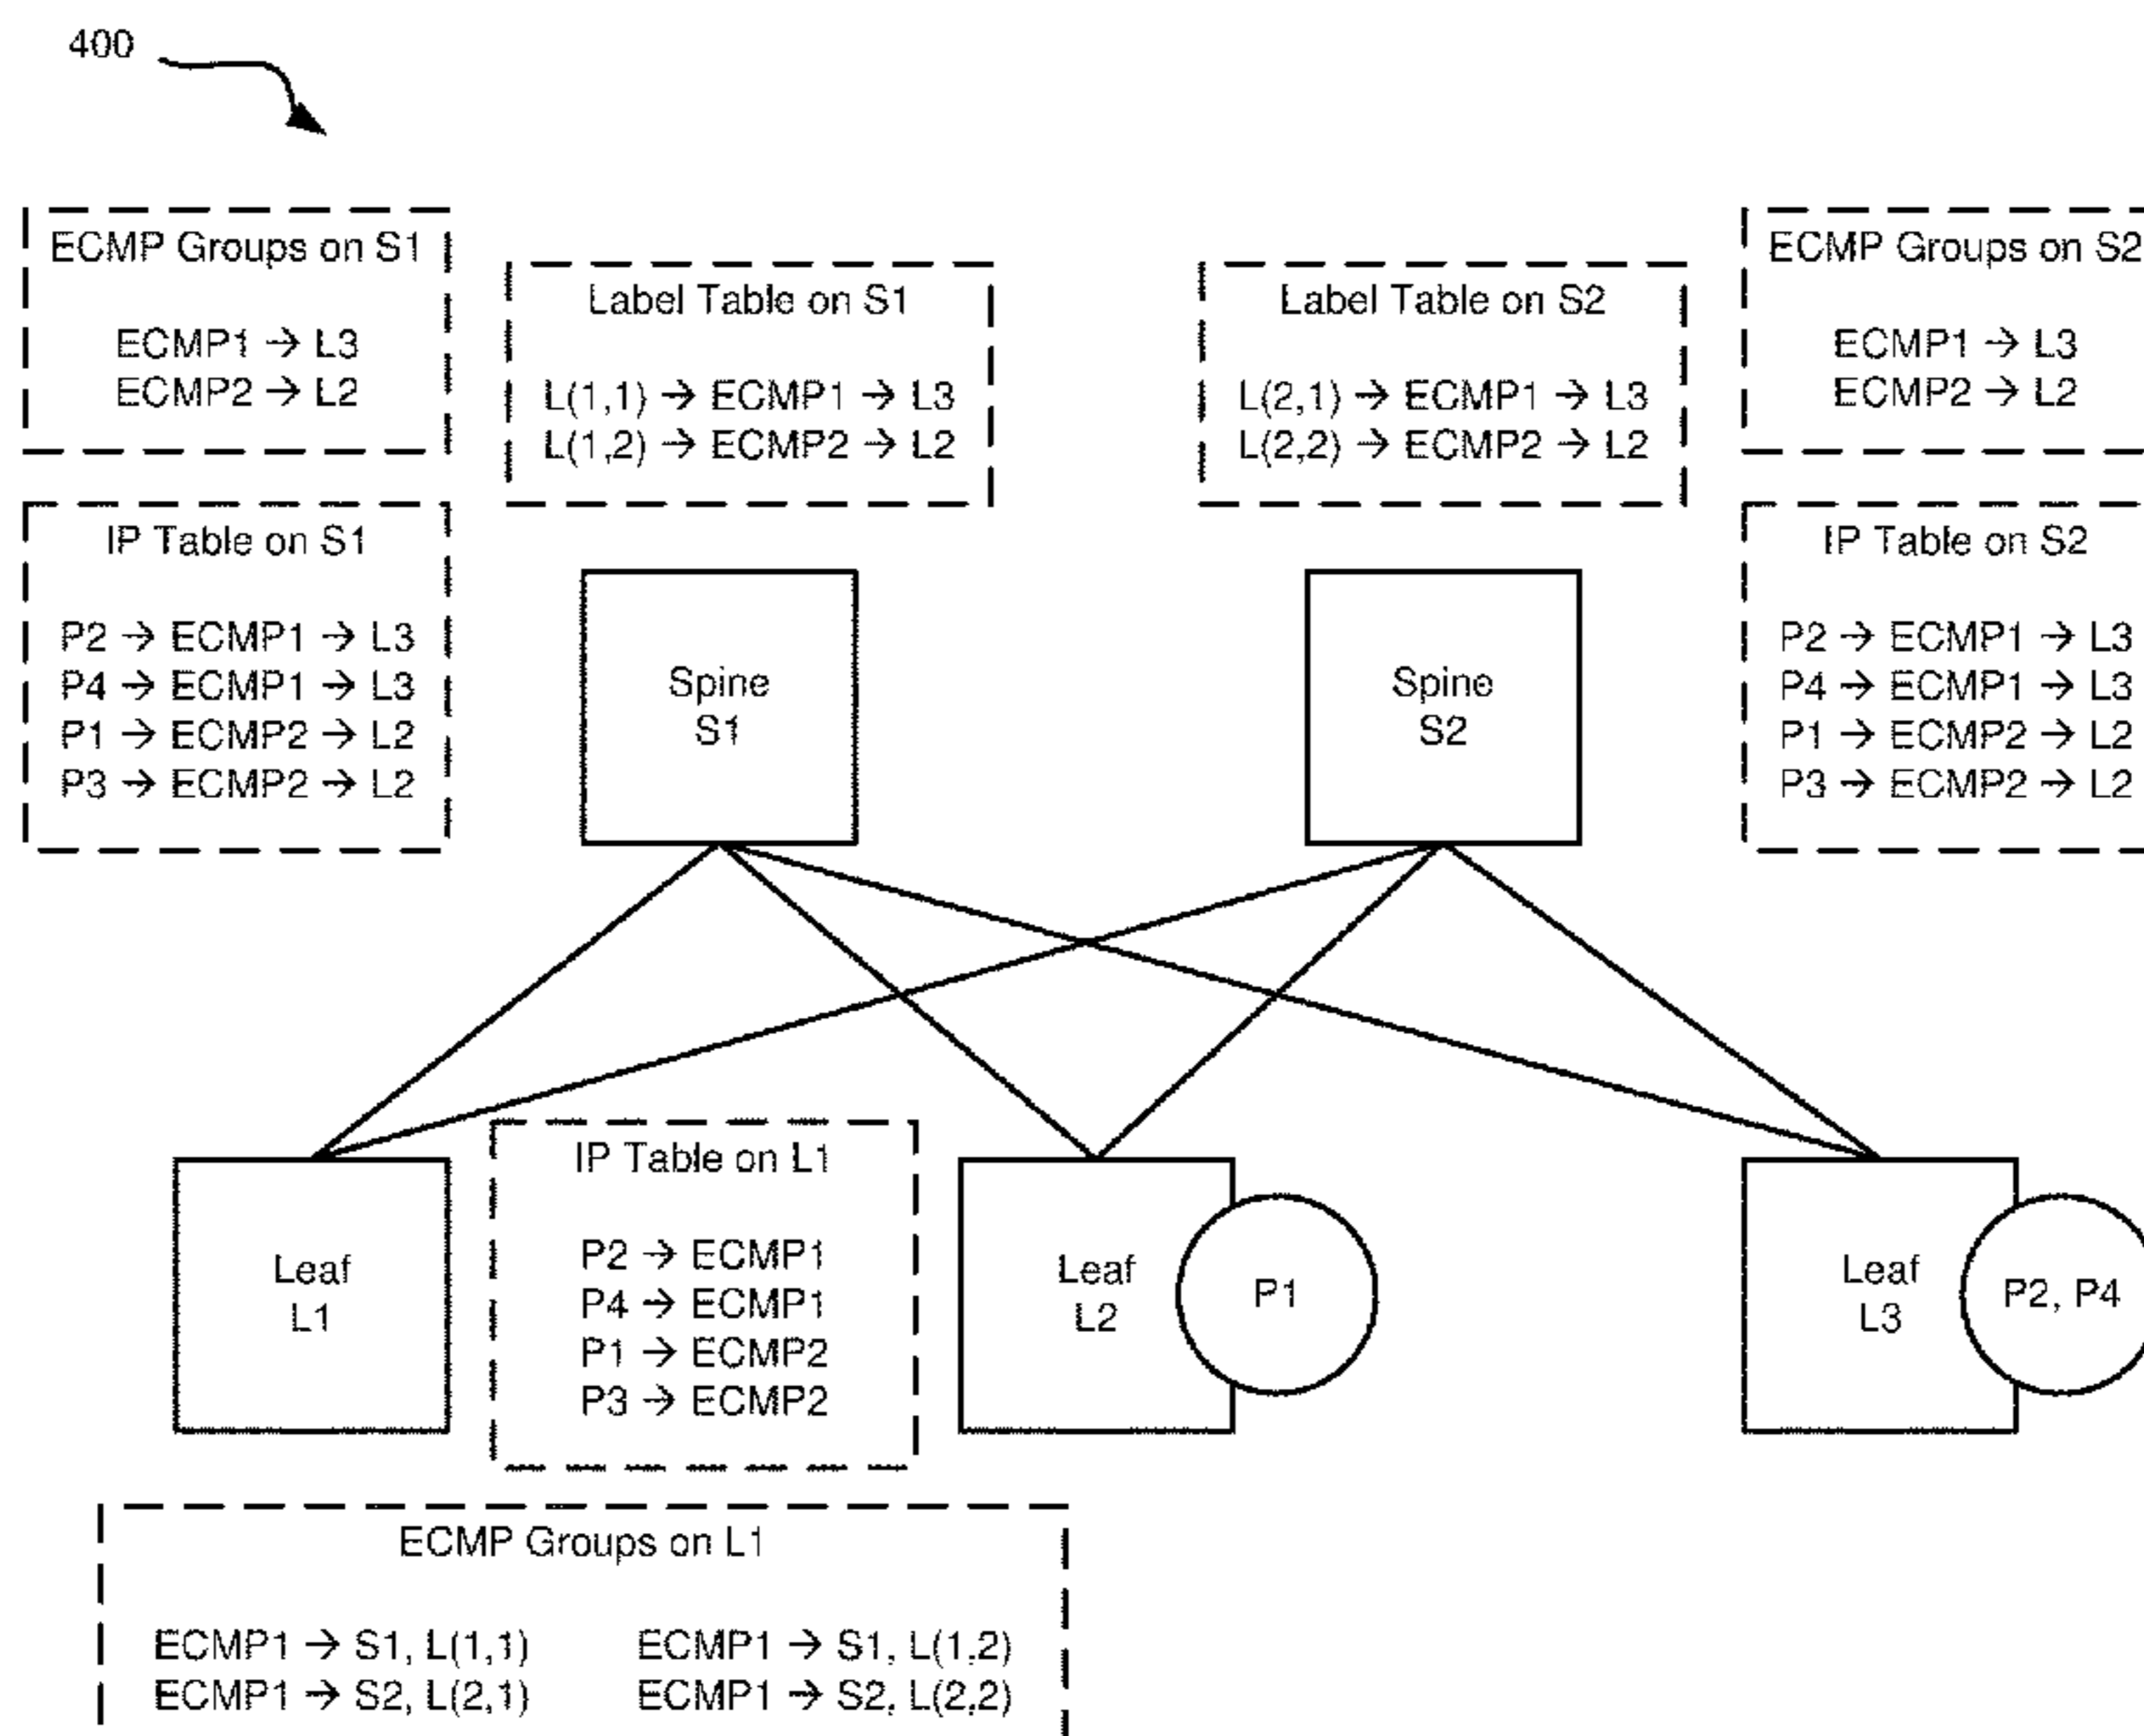 400
ECMP Groups on S1
ECMP1 → L3
ECMP2 → L2
Label Table on S1
L(1,1) → ECMP1 → L3
L(1,2) → ECMP2 → L2
Label Table on S2
L(2,1) → ECMP1 → L3
L(2,2) → ECMP2 → L2
ECMP Groups on S2
ECMP1 → L3
ECMP2 → L2
IP Table on S1
P2 → ECMP1 → L3
P4 → ECMP1 → L3
P1 → ECMP2 → L2
P3 → ECMP2 → L2
Spine
S1
Spine
S2
IP Table on S2
P2 → ECMP1 → L3
P4 → ECMP1 → L3
P1 → ECMP2 → L2
P3 → ECMP2 → L2
Leaf
L1
IP Table on L1
P2 → ECMP1
P4 → ECMP1
P1 → ECMP2
P3 → ECMP2
Leaf
L2
P1
Leaf
L3
P2, P4
ECMP Groups on L1
ECMP1 → S1, L(1,1)
ECMP1 → S2, L(2,1)
ECMP1 → S1, L(1,2)
ECMP1 → S2, L(2,2)